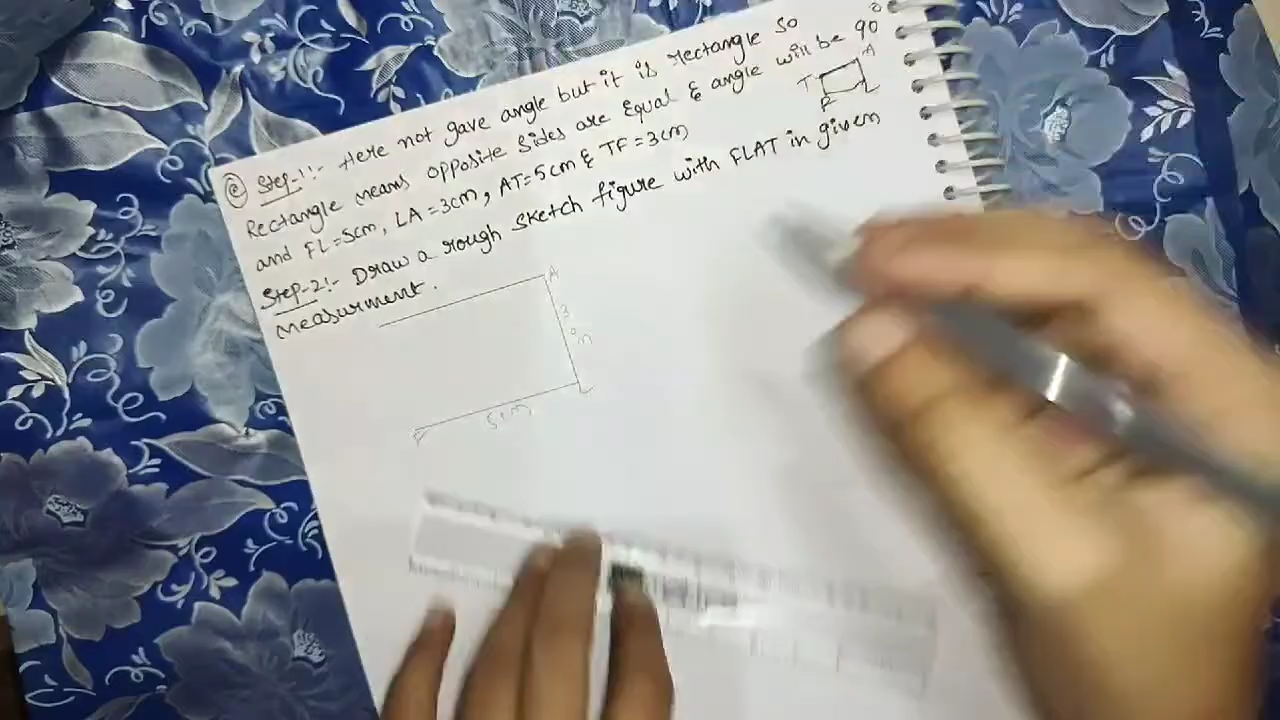 (e) Step-1:- Here not gave angle but it is rectangle so
Rectangle means opposite sides are Equal & angle will be 90°
and FL=5cm, LA=3cm, AT=5cm & TF=3cm
T A
F L
Step-2:- Draw a rough sketch figure with FLAT in given
measurment.
A
3cm
L
5cm
F